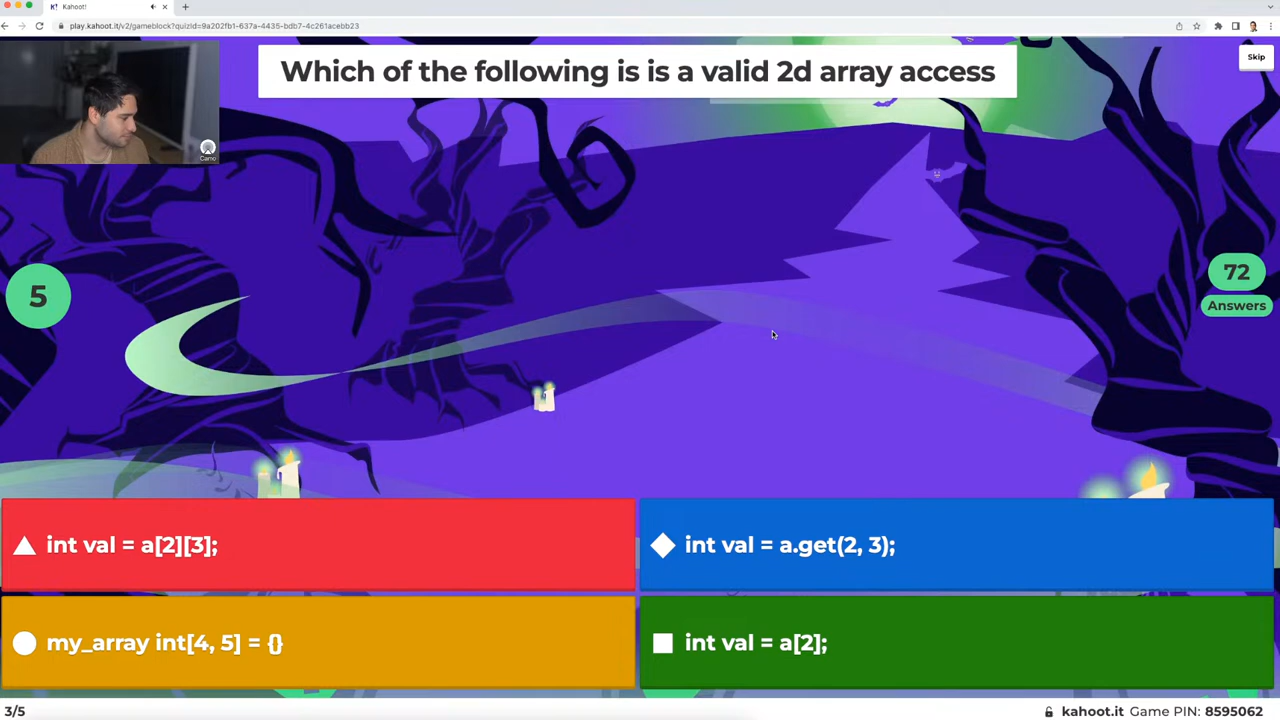 Kahoot!
play.kahoot.it/v2/gameblock?quizId=9a202fb1-637a-4435-bdb7-4c261acebb23
Which of the following is is a valid 2d array access
Skip
Camo
5
72
Answers
int val = a[2][3];
int val = a.get(2, 3);
my_array int[4, 5] = {}
int val = a[2];
3/5
kahoot.it Game PIN: 8595062